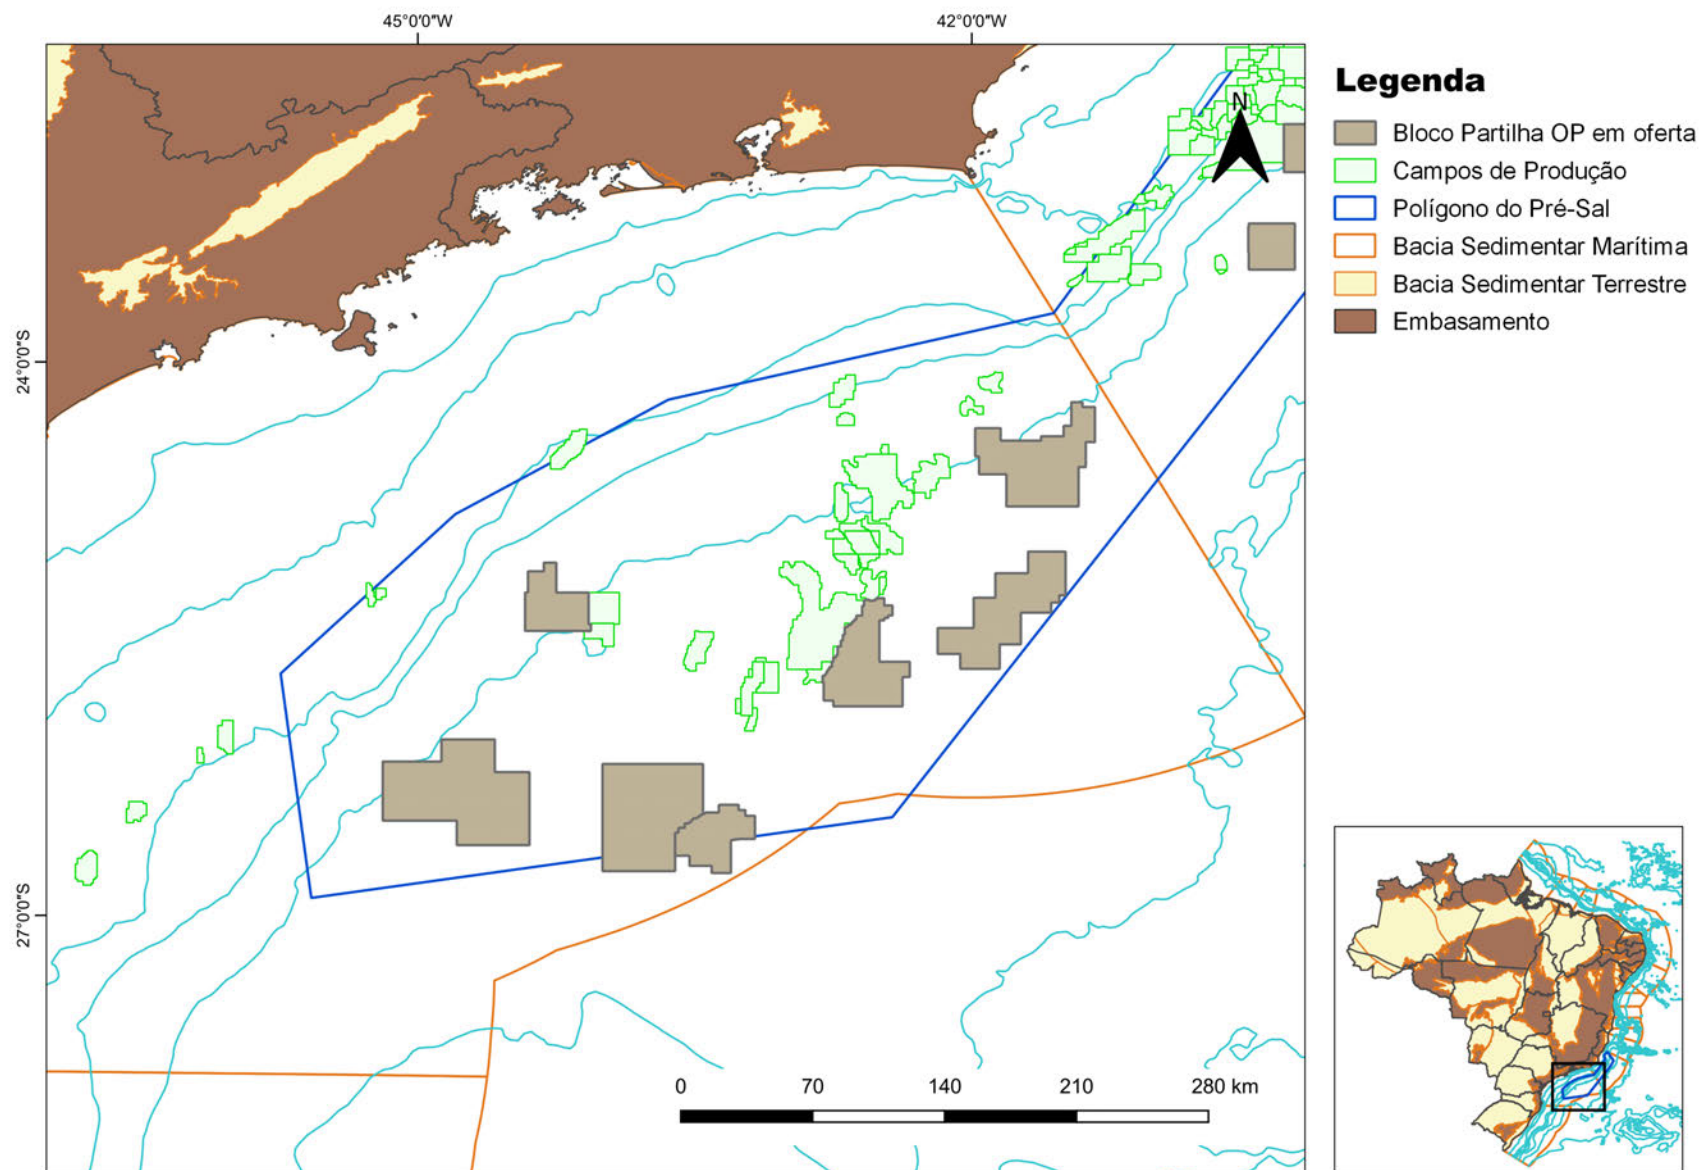 45°0'0"W
42°0'0"W
N
24°0'0"S
27°0'0"S
0 70 140 210 280 km
Legenda
Bloco Partilha OP em oferta
Campos de Produção
Polígono do Pré-Sal
Bacia Sedimentar Marítima
Bacia Sedimentar Terrestre
Embasamento